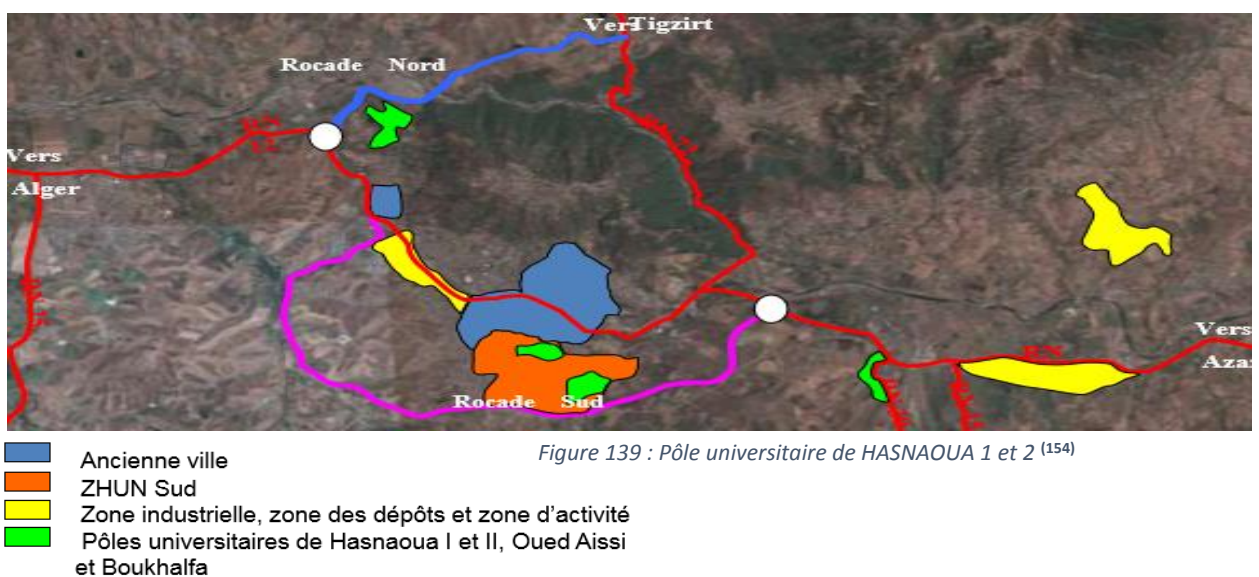 Vers Tigzirt
Rocade Nord
Vers
Alger
RN
Vers
Azaz
Rocade Sud
Figure 139 : Pôle universitaire de HASNAOUA 1 et 2 (154)
Ancienne ville
ZHUN Sud
Zone industrielle, zone des dépôts et zone d’activité
Pôles universitaires de Hasnaoua I et II, Oued Aissi
et Boukhalfa